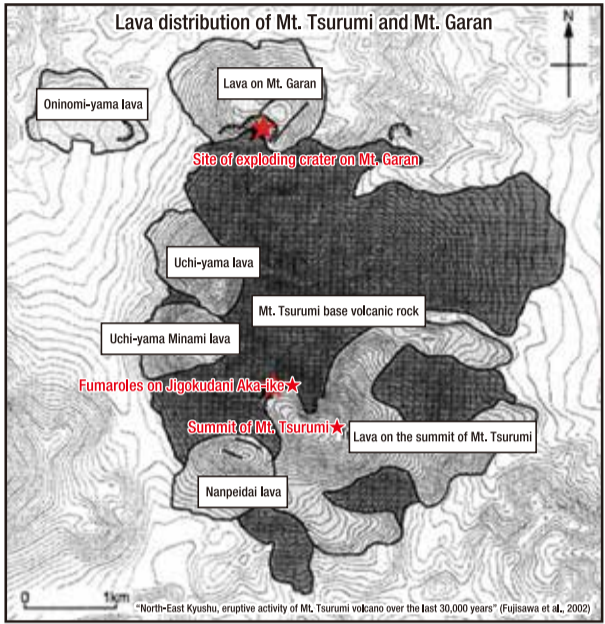 Lava distribution of Mt. Tsurumi and Mt. Garan
N
Lava on Mt. Garan
Oninomi-yama lava
Site of exploding crater on Mt. Garan
Uchi-yama lava
Mt. Tsurumi base volcanic rock
Uchi-yama Minami lava
Fumaroles on Jigokudani Aka-ike
Summit of Mt. Tsurumi
Lava on the summit of Mt. Tsurumi
Nanpeidai lava
0 1km
"North-East Kyushu, eruptive activity of Mt. Tsurumi volcano over the last 30,000 years" (Fujisawa et al., 2002)